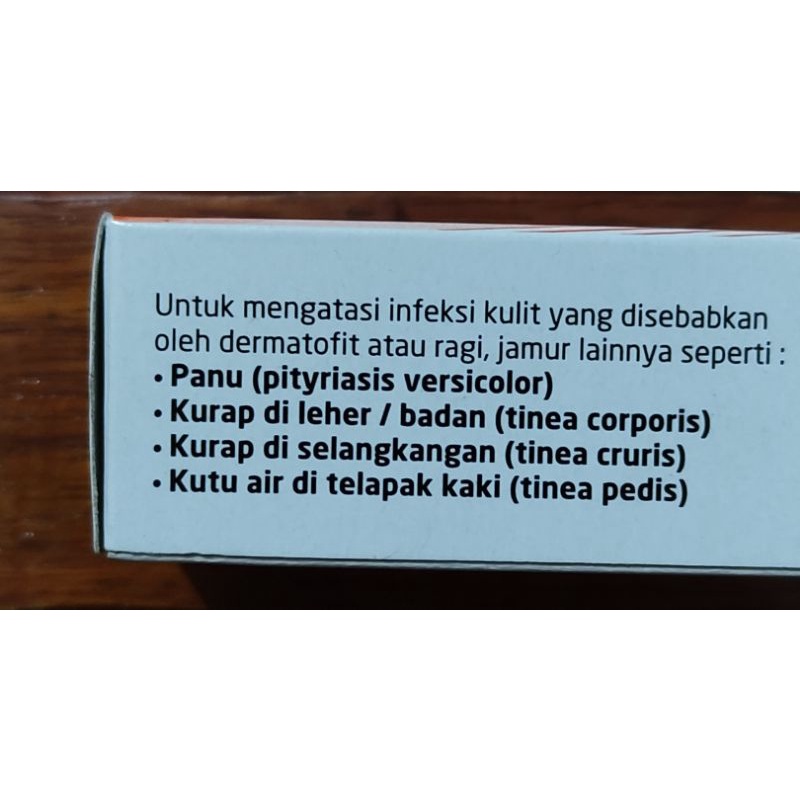 Untuk mengatasi infeksi kulit yang disebabkan
oleh dermatofit atau ragi, jamur lainnya seperti :
• Panu (pityriasis versicolor)
• Kurap di leher / badan (tinea corporis)
• Kurap di selangkangan (tinea cruris)
• Kutu air di telapak kaki (tinea pedis)